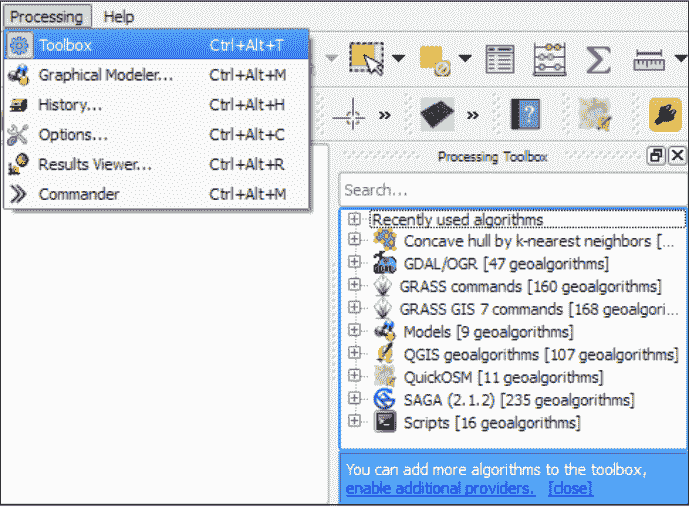 Processing Help
Toolbox Ctrl+Alt+T
Graphical Modeler... Ctrl+Alt+M
History... Ctrl+Alt+H
Options... Ctrl+Alt+C
Results Viewer... Ctrl+Alt+R
Commander Ctrl+Alt+M
Processing Toolbox
Search...
Recently used algorithms
Concave hull by k-nearest neighbors [...
GDAL/OGR [47 geoalgorithms]
GRASS commands [160 geoalgorithms]
GRASS GIS 7 commands [168 geoalgori...
Models [9 geoalgorithms]
QGIS geoalgorithms [107 geoalgorithms]
QuickOSM [11 geoalgorithms]
SAGA (2.1.2) [235 geoalgorithms]
Scripts [16 geoalgorithms]
You can add more algorithms to the toolbox,
enable additional providers. [close]